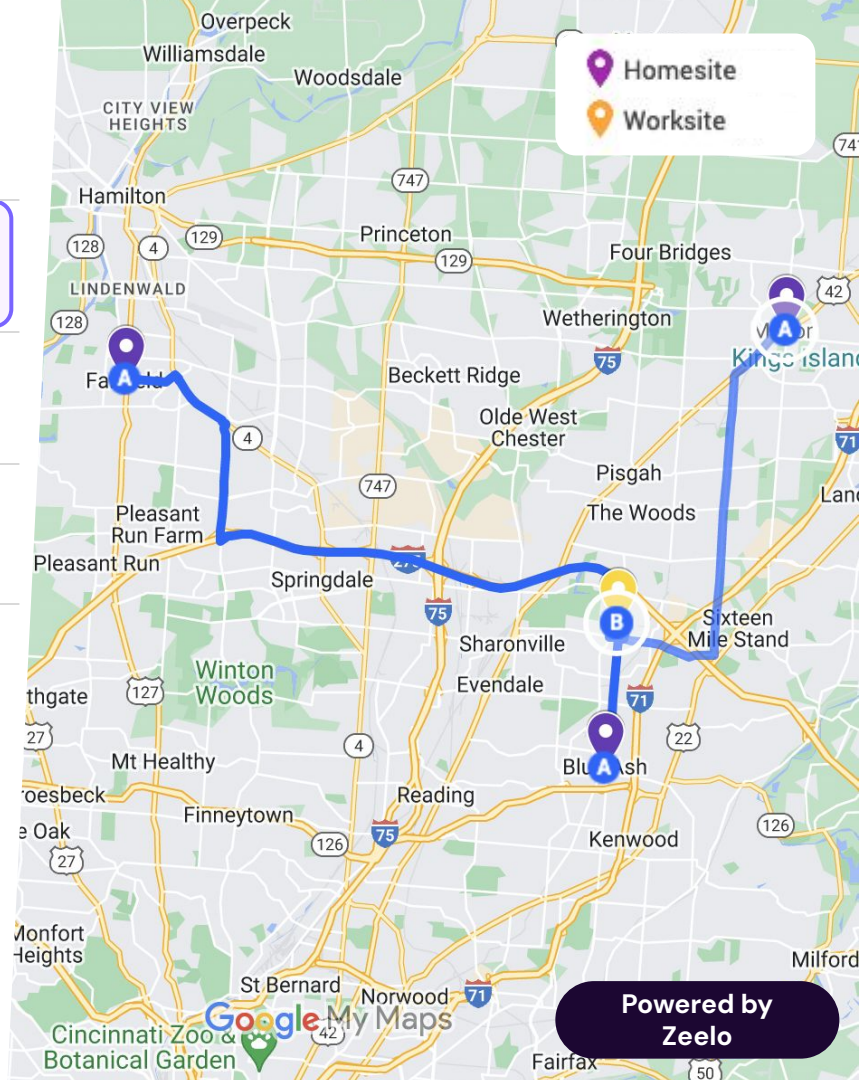 Overpeck
Williamsdale
Woodsdale
Homesite
Worksite
CITY VIEW
HEIGHTS
747
Hamilton
129
128
4
Princeton
129
Four Bridges
LINDENWALD
42
128
Wetherington
75
Kings Island
A
A
Beckett Ridge
Olde West
Chester
4
71
Pisgah
747
The Woods
Pleasant
Run Farm
Pleasant Run
Springdale
75
B
Sixteen
Mile Stand
Sharonville
Evendale
Winton
Woods
127
71
27
4
22
Mt Healthy
A
Reading
Finneytown
126
75
126
Kenwood
27
Monfort
Heights
Milford
St Bernard
Norwood
71
Google My Maps
42
Cincinnati Zoo &
Botanical Garden
Powered by
Zeelo
Fairfax
50